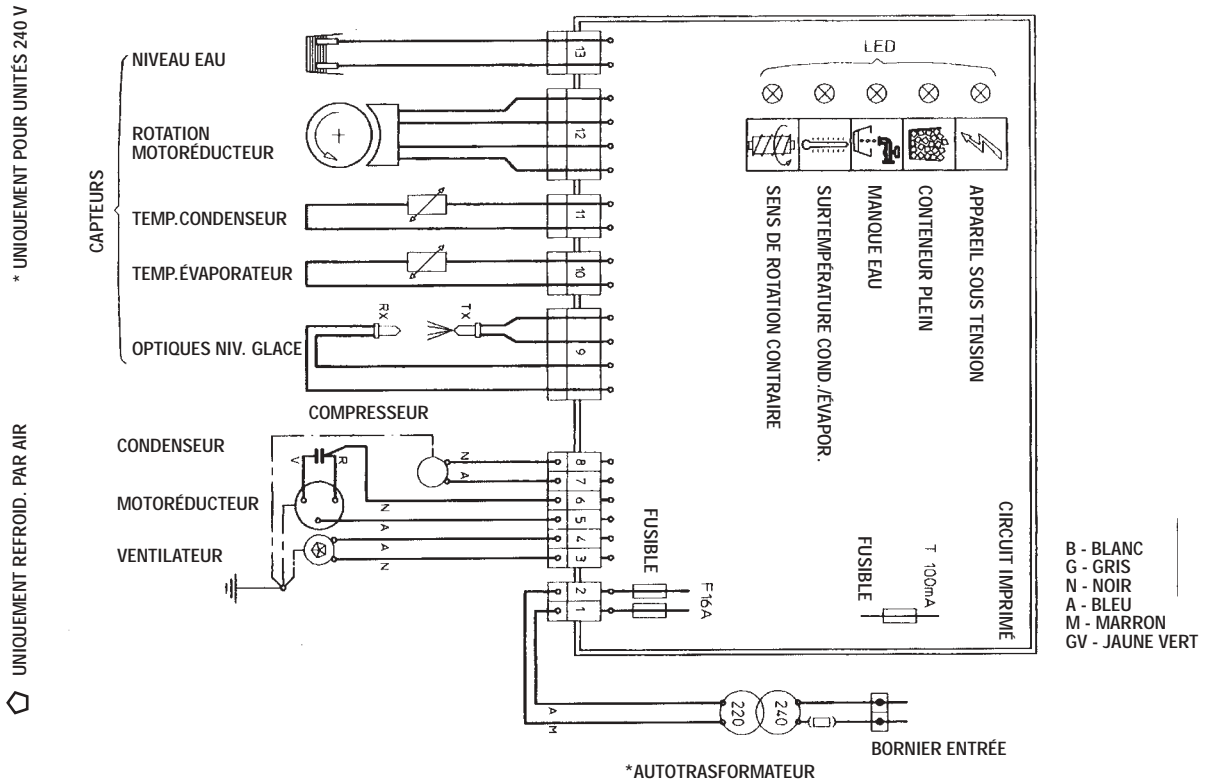 * UNIQUEMENT POUR UNITÉS 240 V
UNIQUEMENT REFROID. PAR AIR
CAPTEURS
NIVEAU EAU
ROTATION
MOTORÉDUCTEUR
TEMP.CONDENSEUR
TEMP.ÉVAPORATEUR
OPTIQUES NIV. GLACE
RX
TX
COMPRESSEUR
CONDENSEUR
MOTORÉDUCTEUR
VENTILATEUR
V
R
N
A
N
A
A
N
13
12
11
10
9
8
7
6
5
4
3
2
1
LED
SENS DE ROTATION CONTRAIRE
SURTEMPÉRATURE COND./ÉVAPOR.
MANQUE EAU
CONTENEUR PLEIN
APPAREIL SOUS TENSION
FUSIBLE
F16A
FUSIBLE
T 100mA
CIRCUIT IMPRIMÉ
B - BLANC
G - GRIS
N - NOIR
A - BLEU
M - MARRON
GV - JAUNE VERT
A
M
220
240
BORNIER ENTRÉE
*AUTOTRASFORMATEUR